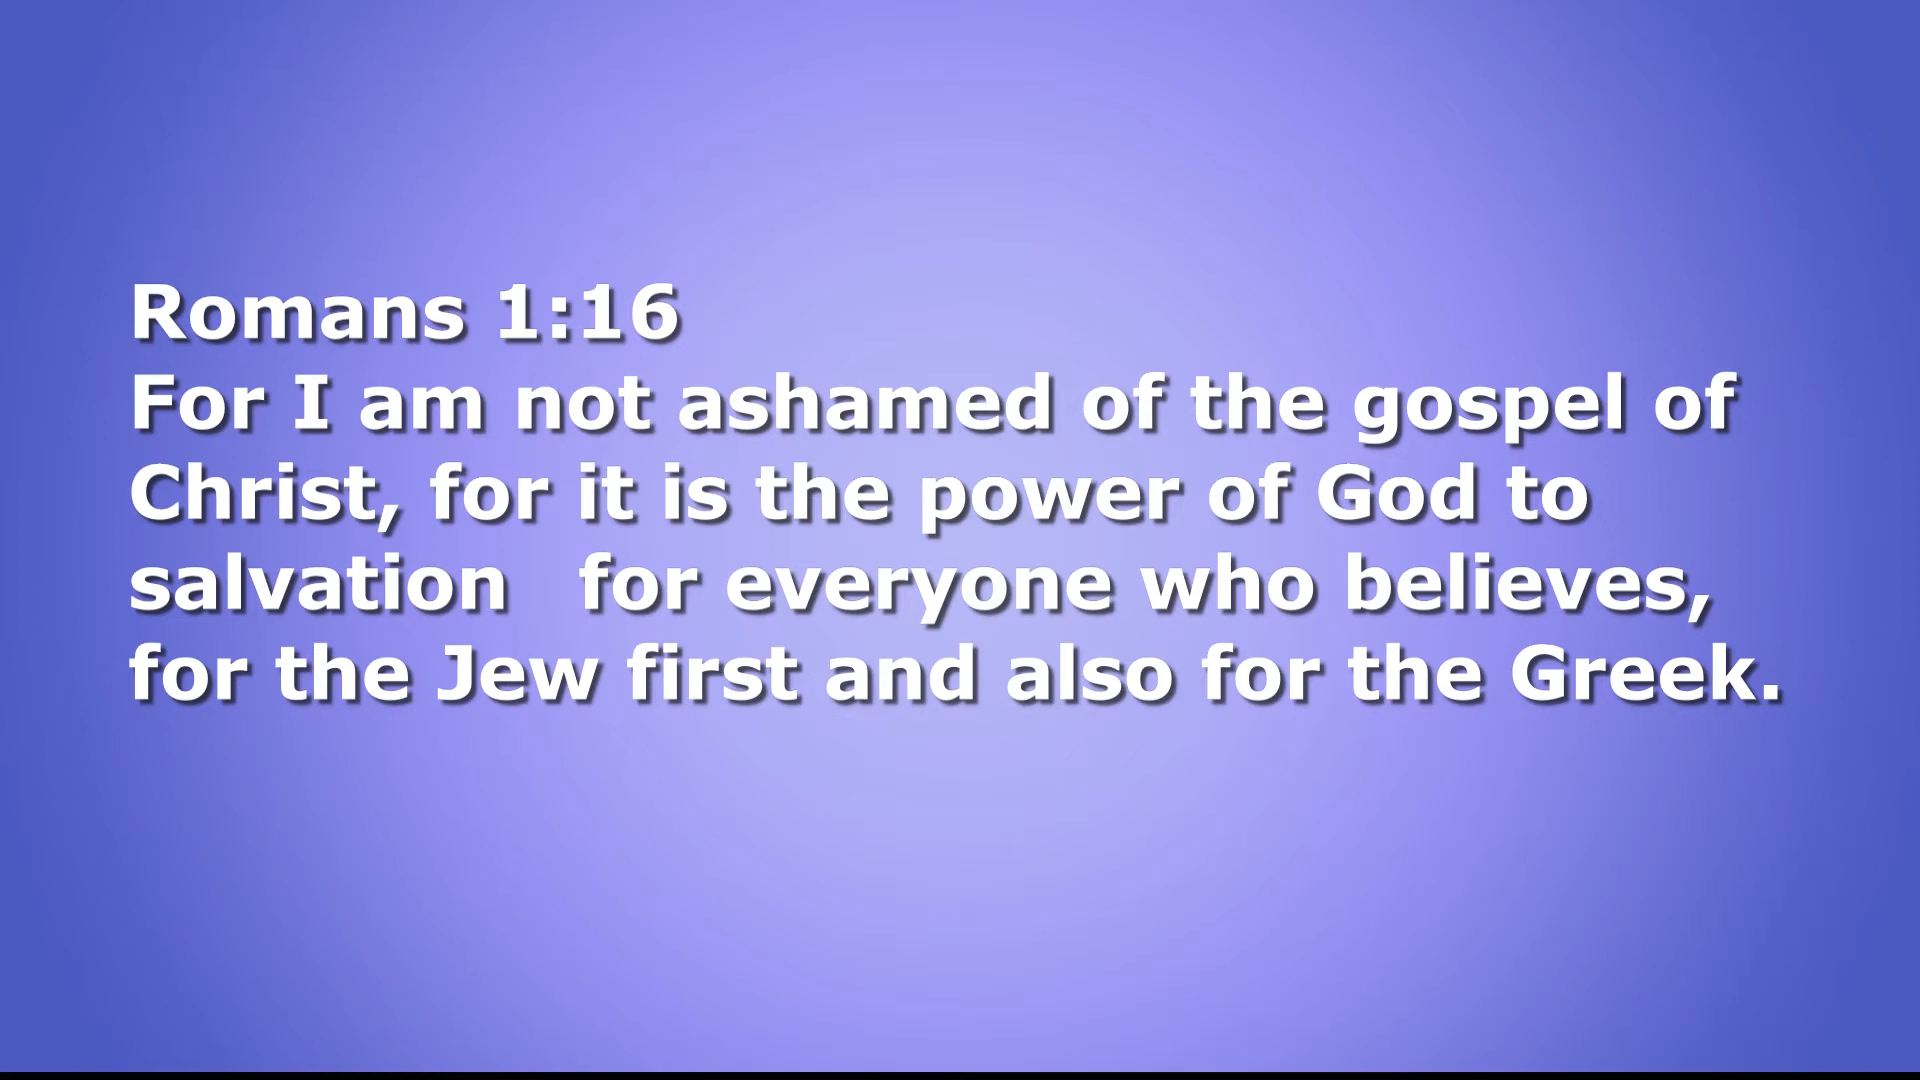 Romans 1:16
For I am not ashamed of the gospel of
Christ, for it is the power of God to
salvation   for everyone who believes,
for the Jew first and also for the Greek.